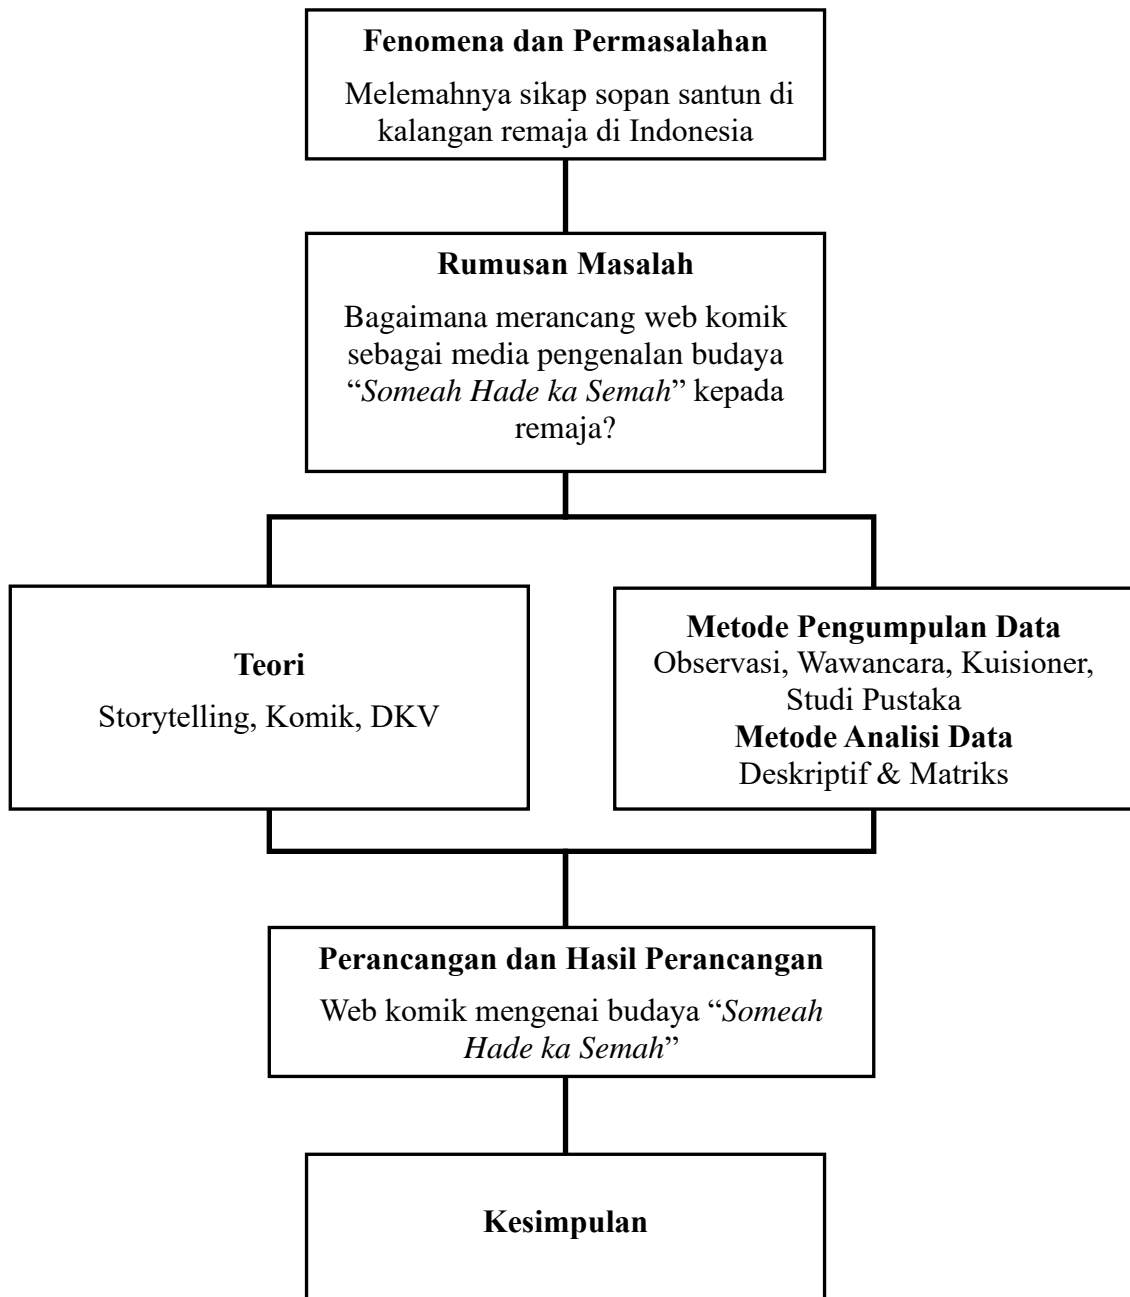 Fenomena dan Permasalahan
Melemahnya sikap sopan santun di
kalangan remaja di Indonesia
Rumusan Masalah
Bagaimana merancang web komik
sebagai media pengenalan budaya
“Someah Hade ka Semah” kepada
remaja?
Teori
Storytelling, Komik, DKV
Metode Pengumpulan Data
Observasi, Wawancara, Kuisioner,
Studi Pustaka
Metode Analisi Data
Deskriptif & Matriks
Perancangan dan Hasil Perancangan
Web komik mengenai budaya “Someah
Hade ka Semah”
Kesimpulan